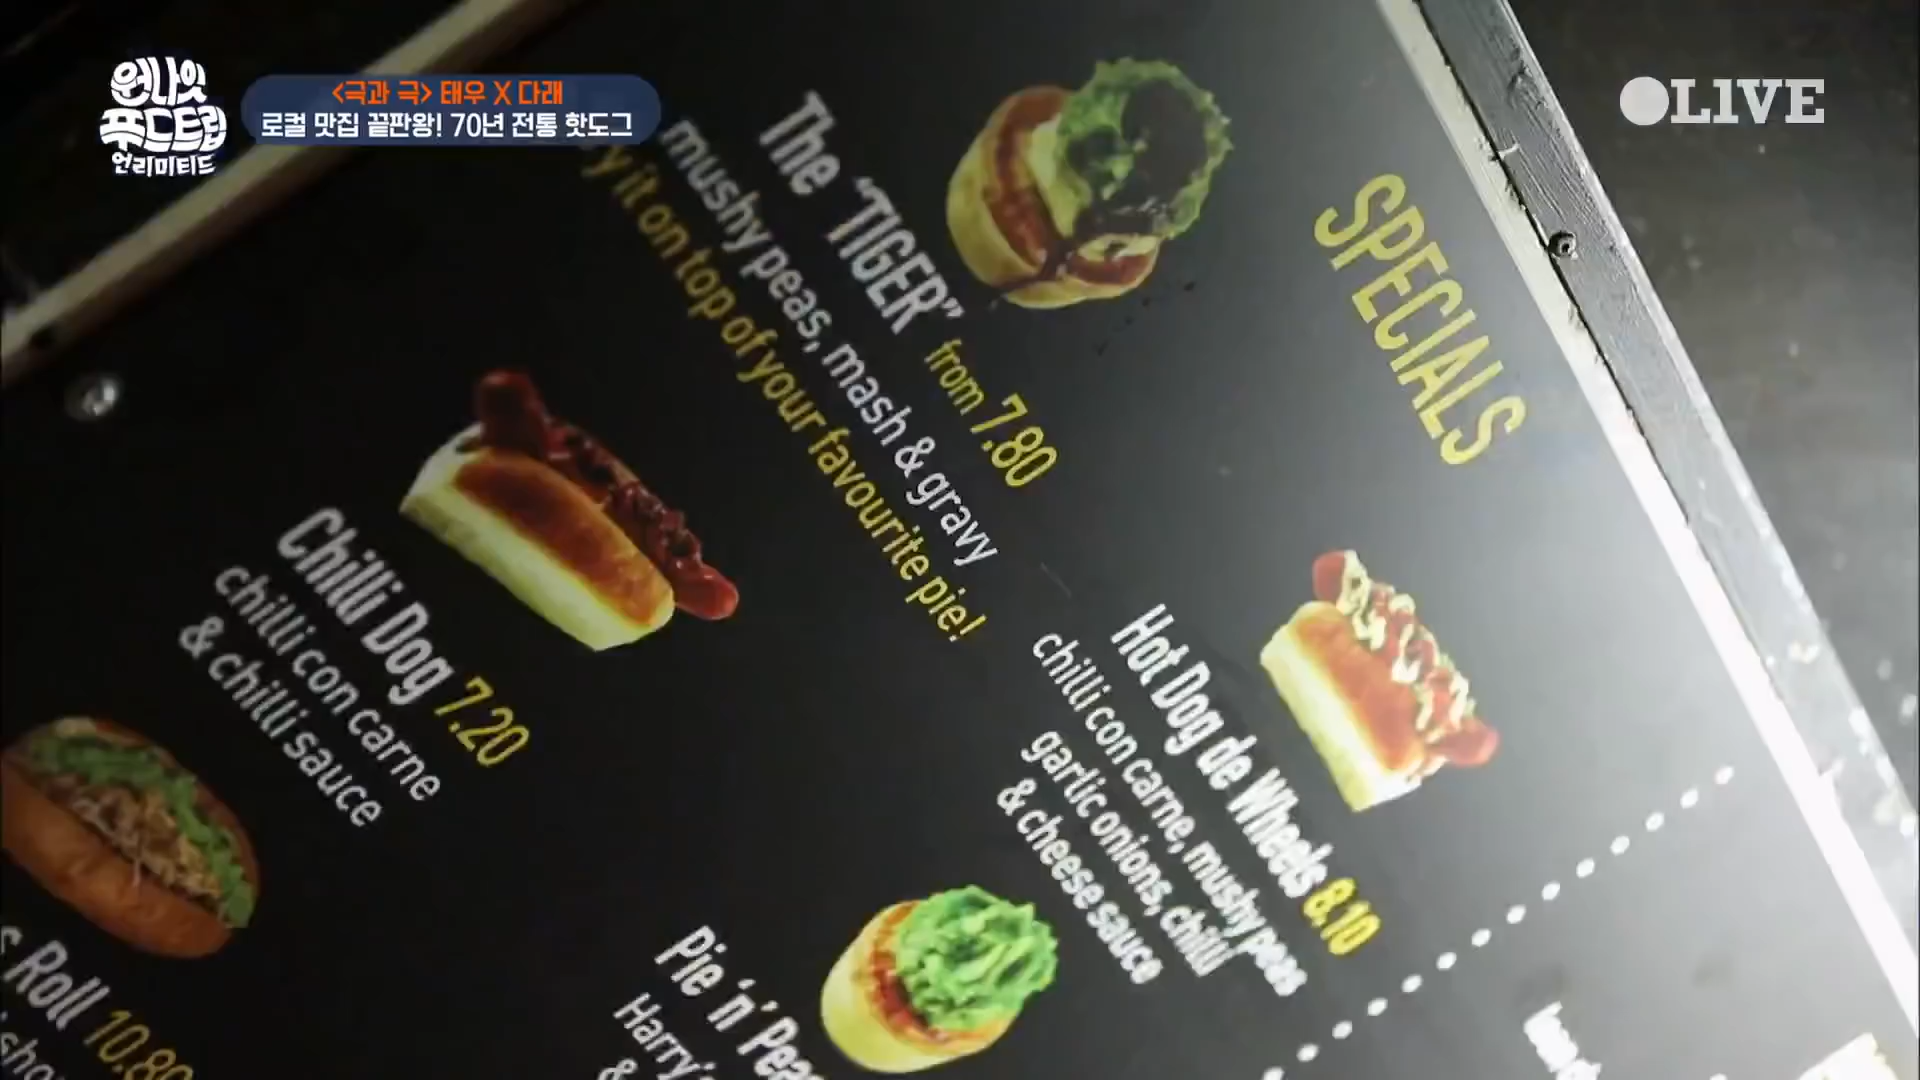 원나잇
푸드트립
언리미티드
<극과 극> 태우 X 다래
로컬 맛집 끝판왕! 70년 전통 핫도그
OLIVE
SPECIALS
The "TIGER" from 7.80
mushy peas, mash & gravy
it on top of your favourite pie!
Hot Dog de Wheels 8.10
chilli con carne, mushy peas
garlic onions, chilli
& cheese sauce
Chilli Dog 7.20
chilli con carne
& chilli sauce
Pie 'n' Peas
Harry's
&
Roll 10.80